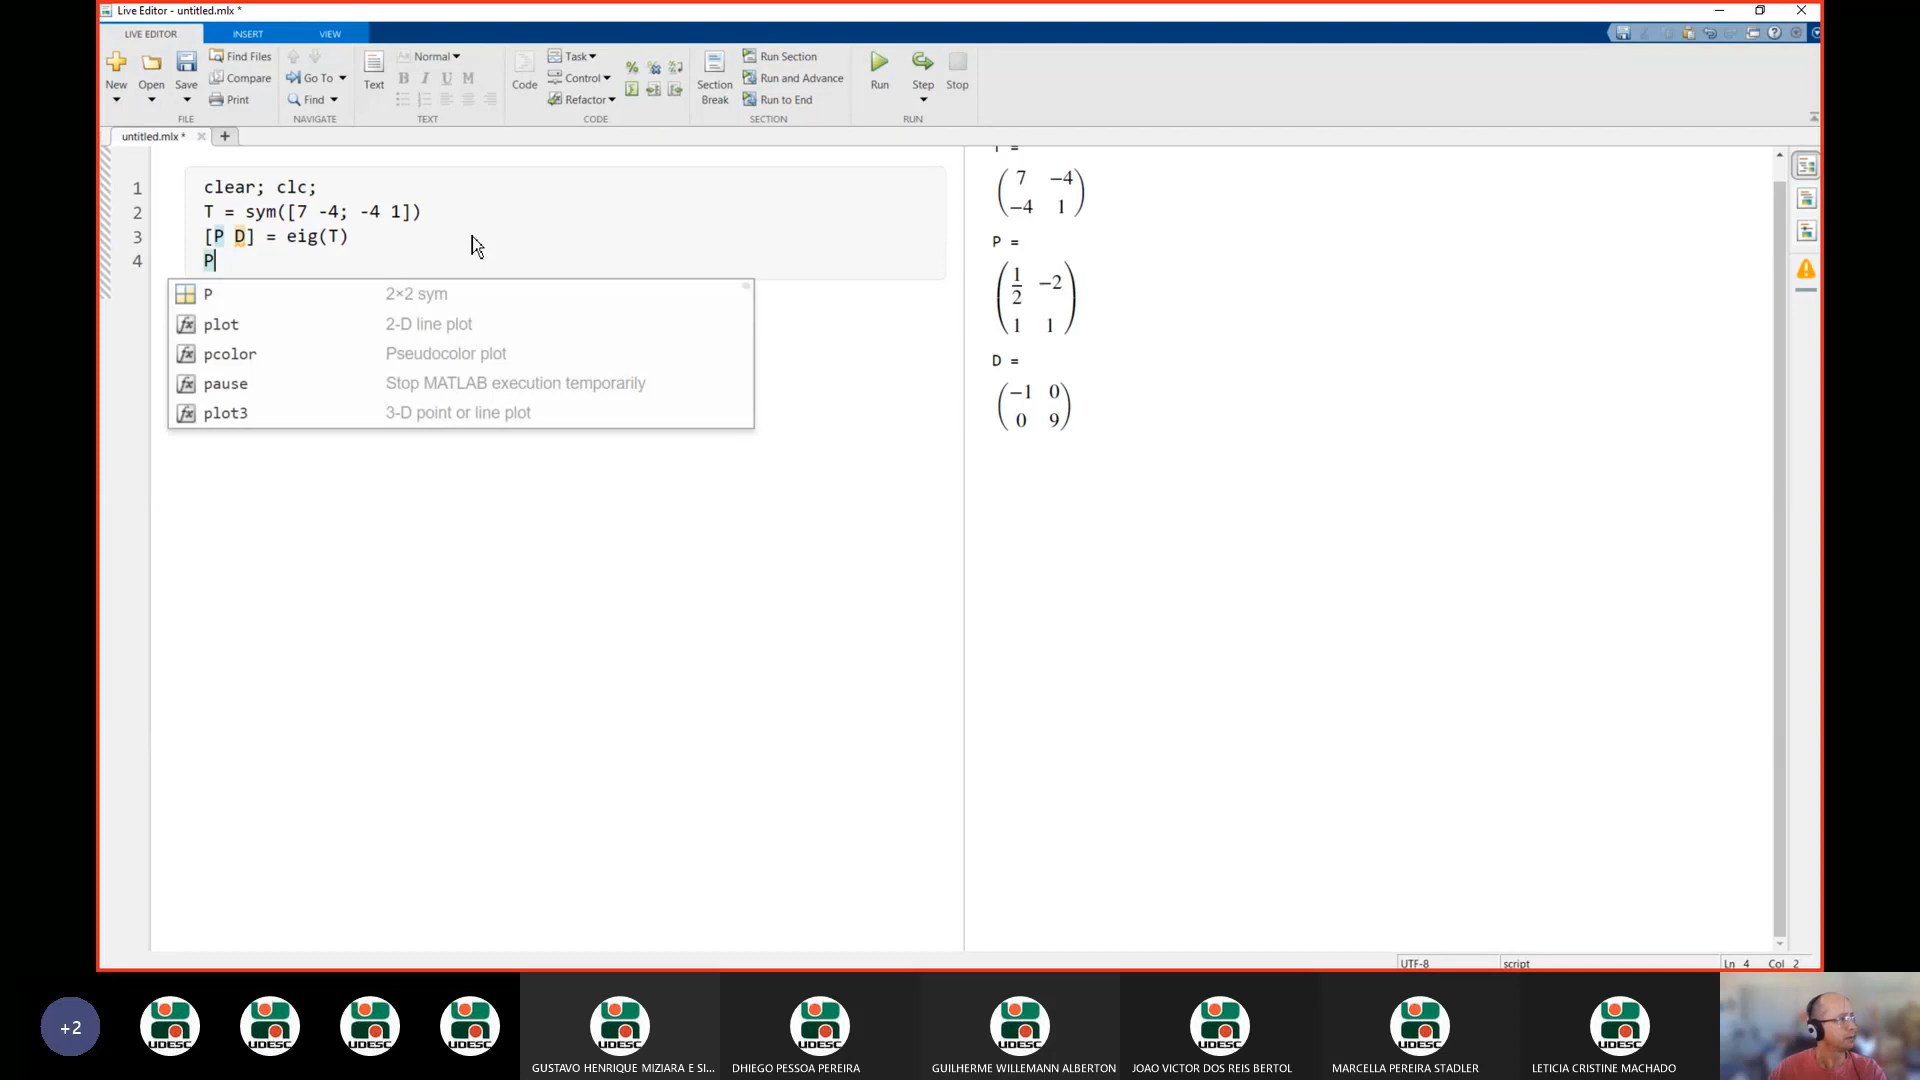 Live Editor - untitled.mlx *
LIVE EDITOR INSERT VIEW
New Open Save Find Files Compare Print
Go To Find
Text Normal B I U M
Code Task Control Refactor
Section Break Run Section Run and Advance Run to End
Run Step Stop
FILE NAVIGATE TEXT CODE SECTION RUN
untitled.mlx * × +
1 clear; clc;
2 T = sym([7 -4; -4 1])
3 [P D] = eig(T)
4 P
P 2×2 sym
fx plot 2-D line plot
fx pcolor Pseudocolor plot
fx pause Stop MATLAB execution temporarily
fx plot3 3-D point or line plot
T =
7 −4
−4 1
P =
1/2 −2
1 1
D =
−1 0
0 9
UTF-8 script Ln 4 Col 2
+2
UDESC UDESC UDESC UDESC UDESC UDESC UDESC UDESC UDESC UDESC
GUSTAVO HENRIQUE MIZIARA E SI... DHIEGO PESSOA PEREIRA GUILHERME WILLEMANN ALBERTON JOAO VICTOR DOS REIS BERTOL MARCELLA PEREIRA STADLER LETICIA CRISTINE MACHADO